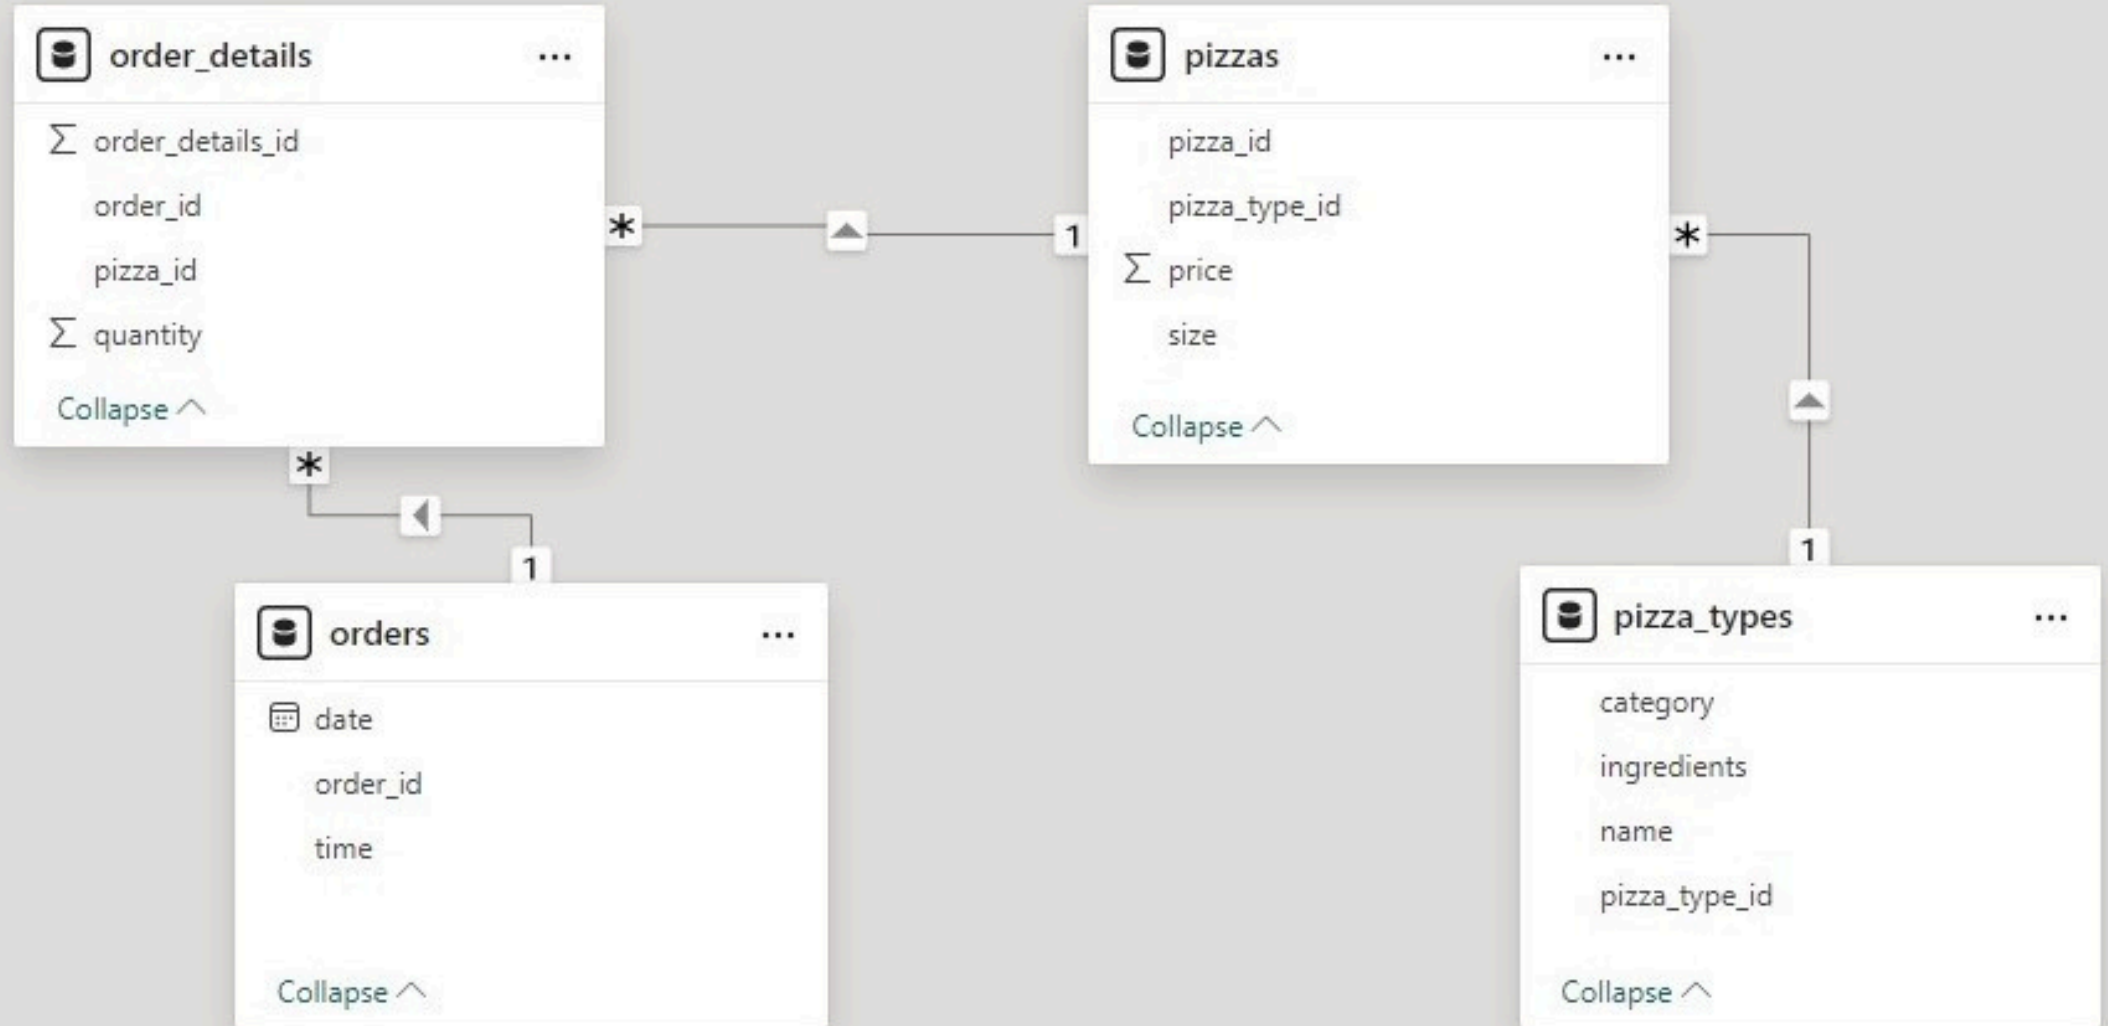 order_details ...
Σ order_details_id
order_id
pizza_id
Σ quantity
Collapse
*
1
pizzas ...
pizza_id
pizza_type_id
Σ price
size
Collapse
*
1
*
1
orders ...
date
order_id
time
Collapse
pizza_types ...
category
ingredients
name
pizza_type_id
Collapse